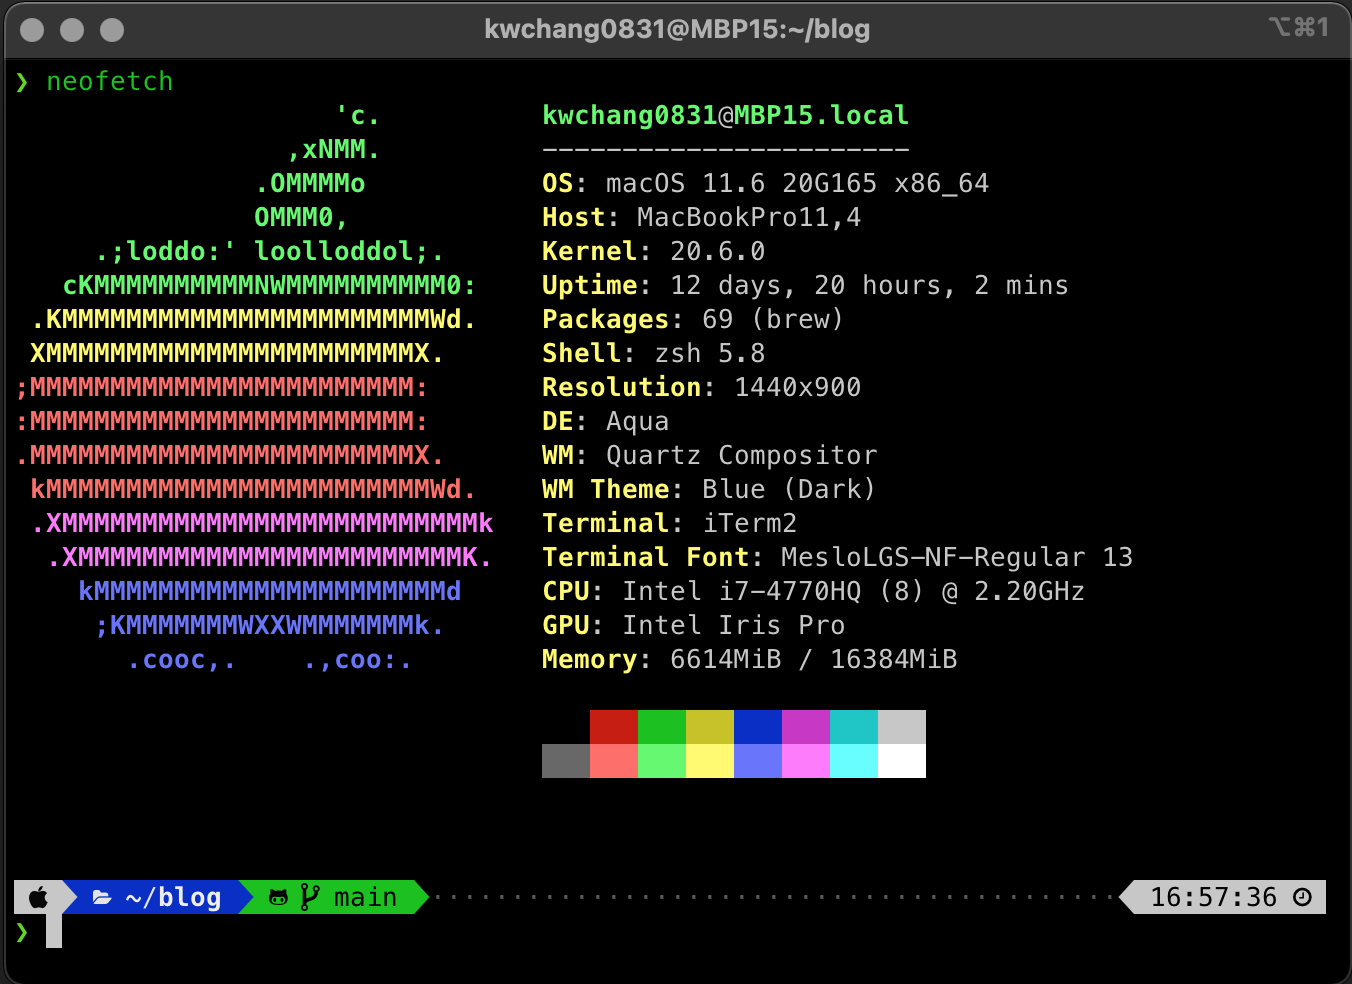 kwchang0831@MBP15:~/blog ⌥⌘1
❯ neofetch
                    'c.          kwchang0831@MBP15.local
                 ,xNMM.          -----------------------
               .OMMMMo           OS: macOS 11.6 20G165 x86_64
               OMMM0,            Host: MacBookPro11,4
     .;loddo:' loolloddol;.      Kernel: 20.6.0
   cKMMMMMMMMMMNWMMMMMMMMMM0:    Uptime: 12 days, 20 hours, 2 mins
 .KMMMMMMMMMMMMMMMMMMMMMMMWd.    Packages: 69 (brew)
 XMMMMMMMMMMMMMMMMMMMMMMMX.      Shell: zsh 5.8
;MMMMMMMMMMMMMMMMMMMMMMMM:       Resolution: 1440x900
:MMMMMMMMMMMMMMMMMMMMMMMM:       DE: Aqua
.MMMMMMMMMMMMMMMMMMMMMMMMX.      WM: Quartz Compositor
 kMMMMMMMMMMMMMMMMMMMMMMMMWd.    WM Theme: Blue (Dark)
 .XMMMMMMMMMMMMMMMMMMMMMMMMMMk   Terminal: iTerm2
  .XMMMMMMMMMMMMMMMMMMMMMMMMK.   Terminal Font: MesloLGS-NF-Regular 13
    kMMMMMMMMMMMMMMMMMMMMMMd     CPU: Intel i7-4770HQ (8) @ 2.20GHz
     ;KMMMMMMMWXXWMMMMMMMk.      GPU: Intel Iris Pro
       .cooc,.    .,coo:.        Memory: 6614MiB / 16384MiB
~/blog main 16:57:36
❯